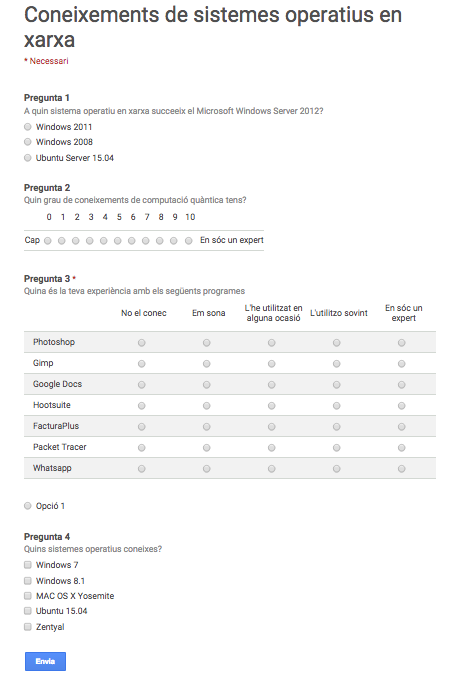 Coneixements de sistemes operatius en
xarxa
* Necessari
Pregunta 1
A quin sistema operatiu en xarxa succeeix el Microsoft Windows Server 2012?
Windows 2011
Windows 2008
Ubuntu Server 15.04
Pregunta 2
Quin grau de coneixements de computació quàntica tens?
0 1 2 3 4 5 6 7 8 9 10
Cap En sóc un expert
Pregunta 3 *
Quina és la teva experiència amb els següents programes
No el conec Em sona L'he utilitzat en alguna ocasió L'utilitzo sovint En sóc un expert
Photoshop
Gimp
Google Docs
Hootsuite
FacturaPlus
Packet Tracer
Whatsapp
Opció 1
Pregunta 4
Quins sistemes operatius coneixes?
Windows 7
Windows 8.1
MAC OS X Yosemite
Ubuntu 15.04
Zentyal
Envia